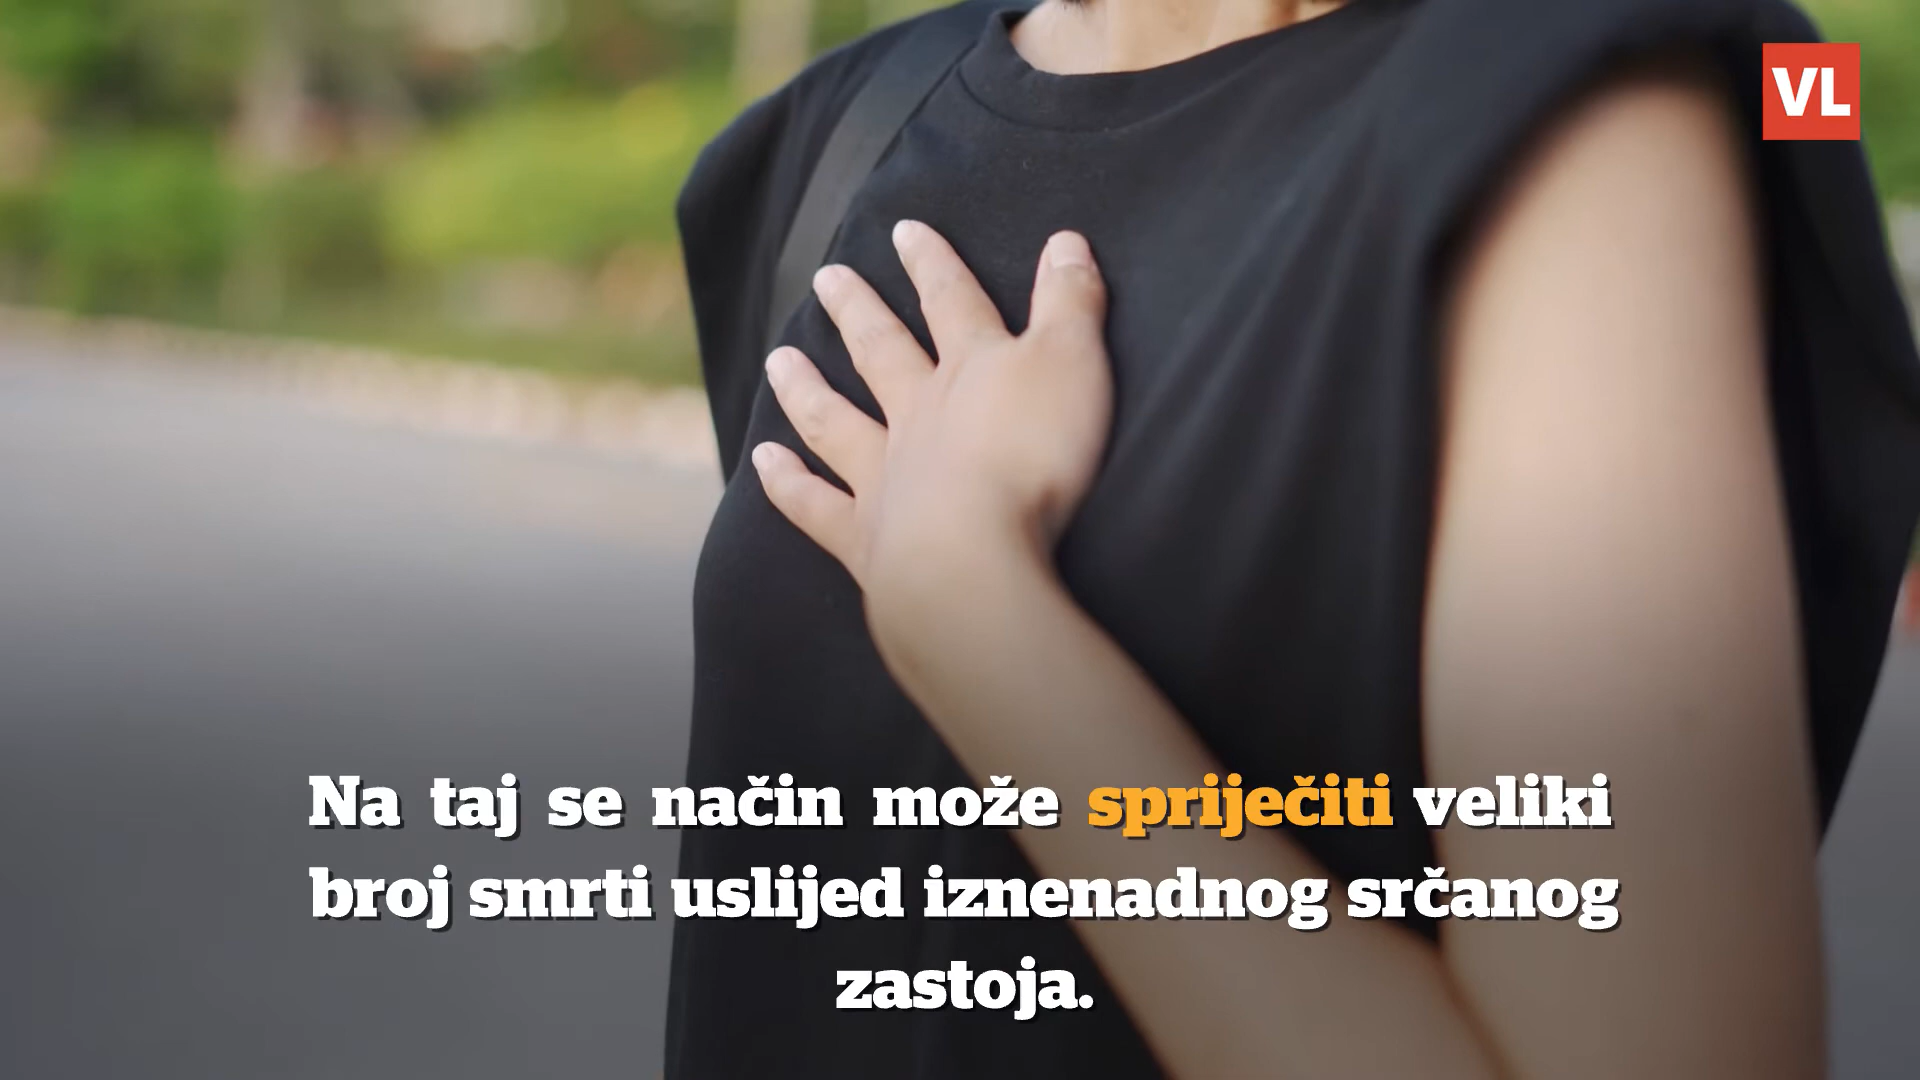 VL
Na taj se način može spriječiti veliki
broj smrti uslijed iznenadnog srčanog
zastoja.